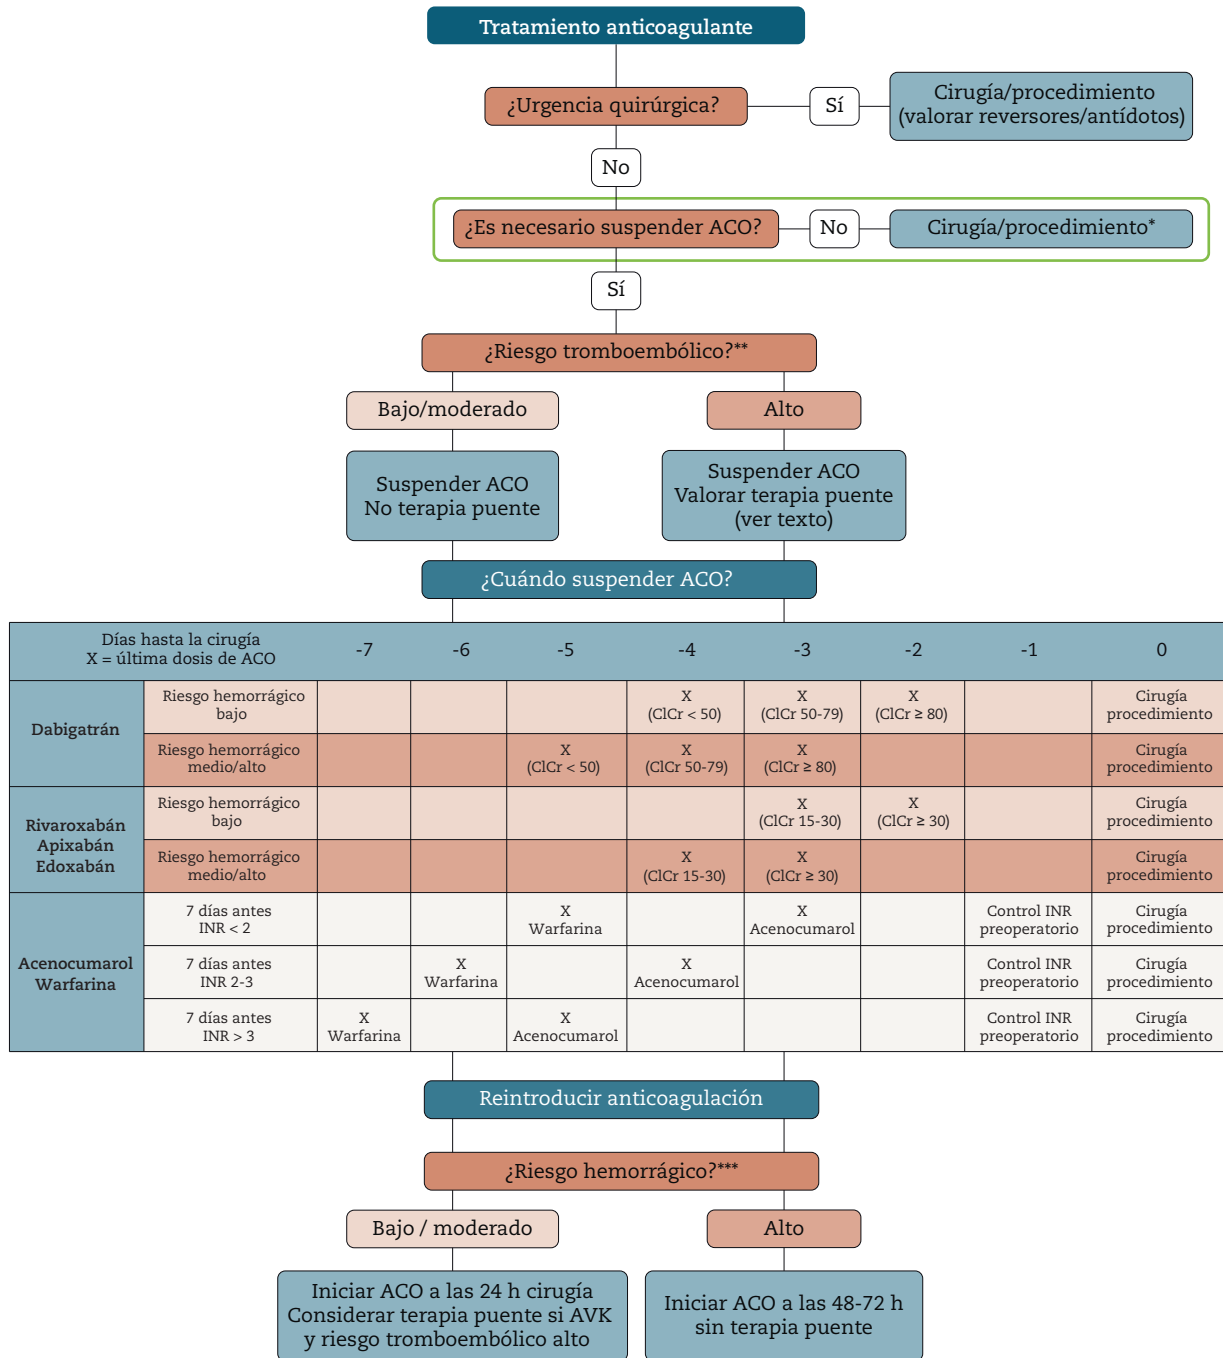 Tratamiento anticoagulante
¿Urgencia quirúrgica?
Sí
Cirugía/procedimiento
(valorar reversores/antídotos)
No
¿Es necesario suspender ACO?
No
Cirugía/procedimiento*
Sí
¿Riesgo tromboembólico?**
Bajo/moderado
Alto
Suspender ACO
No terapia puente
Suspender ACO
Valorar terapia puente
(ver texto)
¿Cuándo suspender ACO?
Días hasta la cirugía
X = última dosis de ACO
-7
-6
-5
-4
-3
-2
-1
0
Dabigatrán
Riesgo hemorrágico
bajo
X
(ClCr < 50)
X
(ClCr 50-79)
X
(ClCr ≥ 80)
Cirugía
procedimiento
Riesgo hemorrágico
medio/alto
X
(ClCr < 50)
X
(ClCr 50-79)
X
(ClCr ≥ 80)
Cirugía
procedimiento
Rivaroxabán
Apixabán
Edoxabán
Riesgo hemorrágico
bajo
X
(ClCr 15-30)
X
(ClCr ≥ 30)
Cirugía
procedimiento
Riesgo hemorrágico
medio/alto
X
(ClCr 15-30)
X
(ClCr ≥ 30)
Cirugía
procedimiento
Acenocumarol
Warfarina
7 días antes
INR < 2
X
Warfarina
X
Acenocumarol
Control INR
preoperatorio
Cirugía
procedimiento
7 días antes
INR 2-3
X
Warfarina
X
Acenocumarol
Control INR
preoperatorio
Cirugía
procedimiento
7 días antes
INR > 3
X
Warfarina
X
Acenocumarol
Control INR
preoperatorio
Cirugía
procedimiento
Reintroducir anticoagulación
¿Riesgo hemorrágico?***
Bajo / moderado
Alto
Iniciar ACO a las 24 h cirugía
Considerar terapia puente si AVK
y riesgo tromboembólico alto
Iniciar ACO a las 48-72 h
sin terapia puente